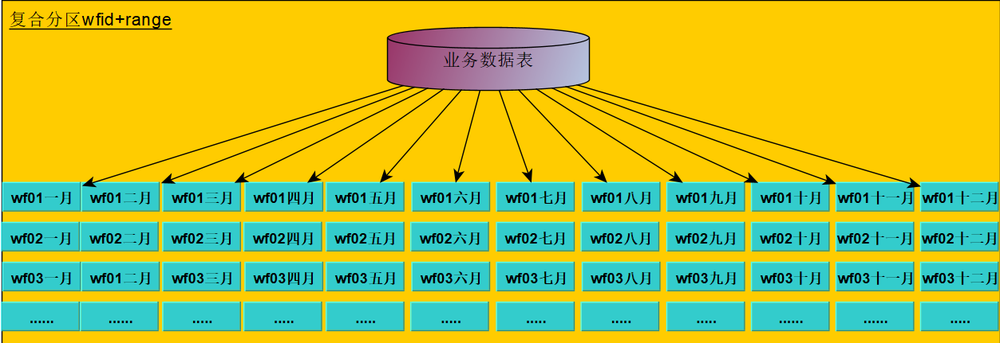 复合分区wfid+range
业务数据表
wf01一月 wf01二月 wf01三月 wf01四月 wf01五月 wf01六月 wf01七月 wf01八月 wf01九月 wf01十月 wf01十一月 wf01十二月
wf02一月 wf02二月 wf02三月 wf02四月 wf02五月 wf02六月 wf02七月 wf02八月 wf02九月 wf02十月 wf02十一月 wf02十二月
wf03一月 wf01二月 wf03三月 wf03四月 wf03五月 wf03六月 wf03七月 wf03八月 wf03九月 wf03十月 wf03十一月 wf03十二月
...... ...... ..... ..... ..... ..... ..... ..... ..... ...... ...... .....